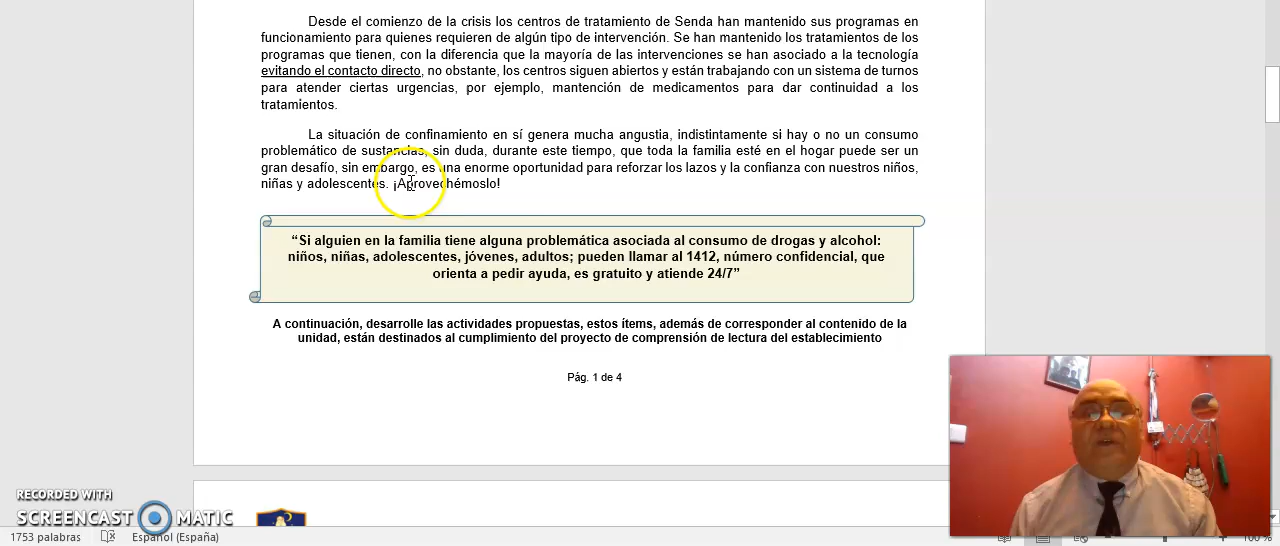 Desde el comienzo de la crisis los centros de tratamiento de Senda han mantenido sus programas en
funcionamiento para quienes requieren de algún tipo de intervención. Se han mantenido los tratamientos de los
programas que tienen, con la diferencia que la mayoría de las intervenciones se han asociado a la tecnología
evitando el contacto directo, no obstante, los centros siguen abiertos y están trabajando con un sistema de turnos
para atender ciertas urgencias, por ejemplo, mantención de medicamentos para dar continuidad a los
tratamientos.
La situación de confinamiento en sí genera mucha angustia, indistintamente si hay o no un consumo
problemático de sustancias, sin duda, durante este tiempo, que toda la familia esté en el hogar puede ser un
gran desafío, sin embargo, es una enorme oportunidad para reforzar los lazos y la confianza con nuestros niños,
niñas y adolescentes. ¡Aprovechémoslo!
“Si alguien en la familia tiene alguna problemática asociada al consumo de drogas y alcohol:
niños, niñas, adolescentes, jóvenes, adultos; pueden llamar al 1412, número confidencial, que
orienta a pedir ayuda, es gratuito y atiende 24/7”
A continuación, desarrolle las actividades propuestas, estos ítems, además de corresponder al contenido de la
unidad, están destinados al cumplimiento del proyecto de comprensión de lectura del establecimiento
Pág. 1 de 4
RECORDED WITH
SCREENCAST MATIC
1753 palabras Español (España) 100 %